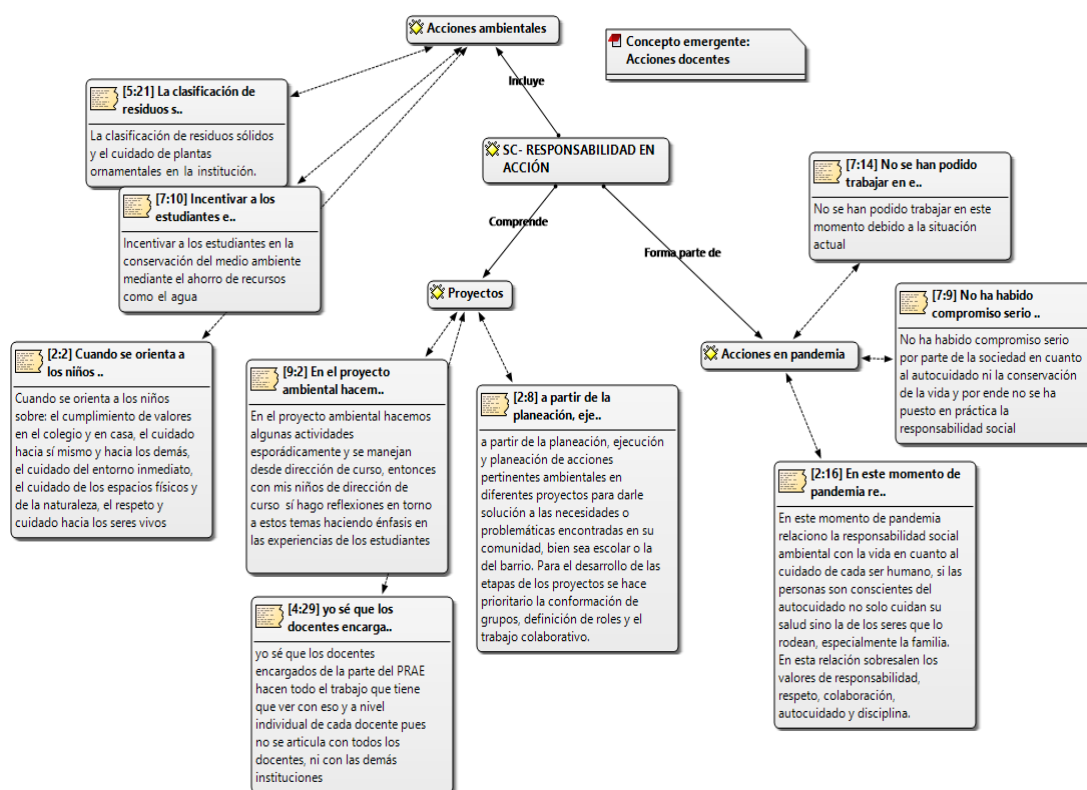 Acciones ambientales
Concepto emergente:
Acciones docentes
Incluye
[5:21] La clasificación de
residuos s..
La clasificación de residuos sólidos
y el cuidado de plantas
ornamentales en la institución.
SC- RESPONSABILIDAD EN
ACCIÓN
[7:14] No se han podido
trabajar en e..
No se han podido trabajar en este
momento debido a la situación
actual
[7:10] Incentivar a los
estudiantes e..
Incentivar a los estudiantes en la
conservación del medio ambiente
mediante el ahorro de recursos
como el agua
Comprende
Forma parte de
Proyectos
[7:9] No ha habido
compromiso serio ..
No ha habido compromiso serio
por parte de la sociedad en cuanto
al autocuidado ni la conservación
de la vida y por ende no se ha
puesto en práctica la
responsabilidad social
Acciones en pandemia
[2:2] Cuando se orienta a
los niños ..
Cuando se orienta a los niños
sobre: el cumplimiento de valores
en el colegio y en casa, el cuidado
hacia sí mismo y hacia los demás,
el cuidado del entorno inmediato,
el cuidado de los espacios físicos y
de la naturaleza, el respeto y
cuidado hacia los seres vivos
[9:2] En el proyecto
ambiental hacem..
En el proyecto ambiental hacemos
algunas actividades
esporádicamente y se manejan
desde dirección de curso, entonces
con mis niños de dirección de
curso sí hago reflexiones en torno
a estos temas haciendo énfasis en
las experiencias de los estudiantes
[2:8] a partir de la
planeación, eje..
a partir de la planeación, ejecución
y planeación de acciones
pertinentes ambientales en
diferentes proyectos para darle
solución a las necesidades o
problemáticas encontradas en su
comunidad, bien sea escolar o la
del barrio. Para el desarrollo de las
etapas de los proyectos se hace
prioritario la conformación de
grupos, definición de roles y el
trabajo colaborativo.
[2:16] En este momento de
pandemia re..
En este momento de pandemia
relaciono la responsabilidad social
ambiental con la vida en cuanto al
cuidado de cada ser humano, si las
personas son conscientes del
autocuidado no solo cuidan su
salud sino la de los seres que lo
rodean, especialmente la familia.
En esta relación sobresalen los
valores de responsabilidad,
respeto, colaboración,
autocuidado y disciplina.
[4:29] yo sé que los
docentes encarga..
yo sé que los docentes
encargados de la parte del PRAE
hacen todo el trabajo que tiene
que ver con eso y a nivel
individual de cada docente pues
no se articula con todos los
docentes, ni con las demás
instituciones